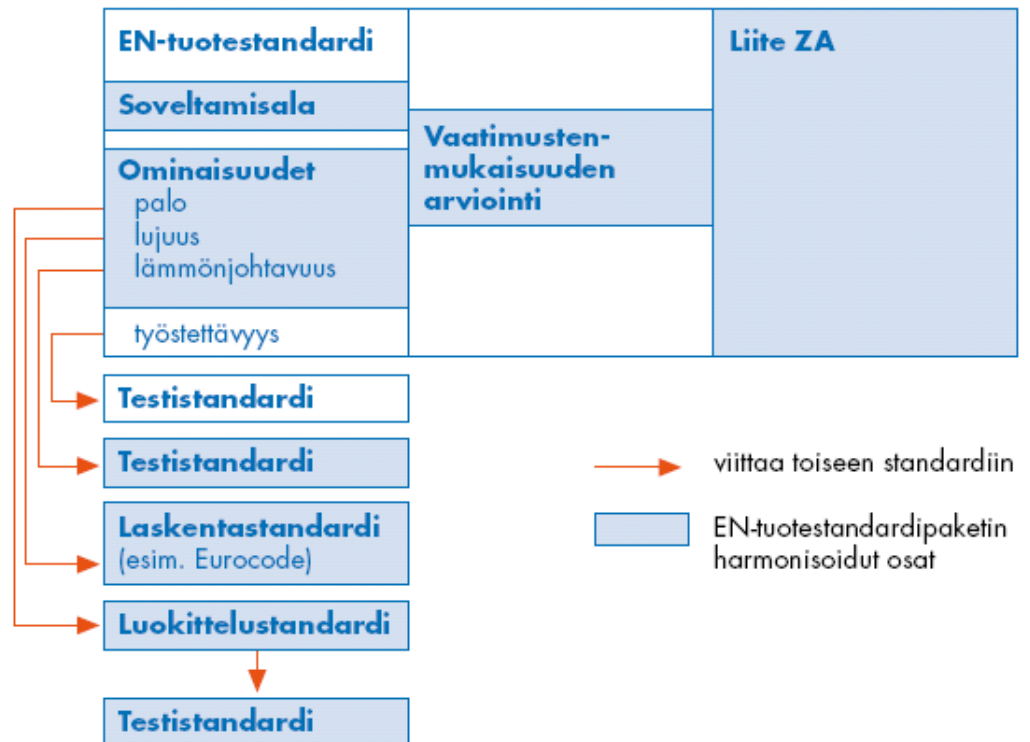 EN-tuotestandardi
Soveltamisala
Ominaisuudet
palo
lujuus
lämmönjohtavuus
työstettävyys
Vaatimusten-
mukaisuuden
arviointi
Liite ZA
Testistandardi
Testistandardi
Laskentastandardi
(esim. Eurocode)
Luokittelustandardi
Testistandardi
viittaa toiseen standardiin
EN-tuotestandardipaketin
harmonisoidut osat